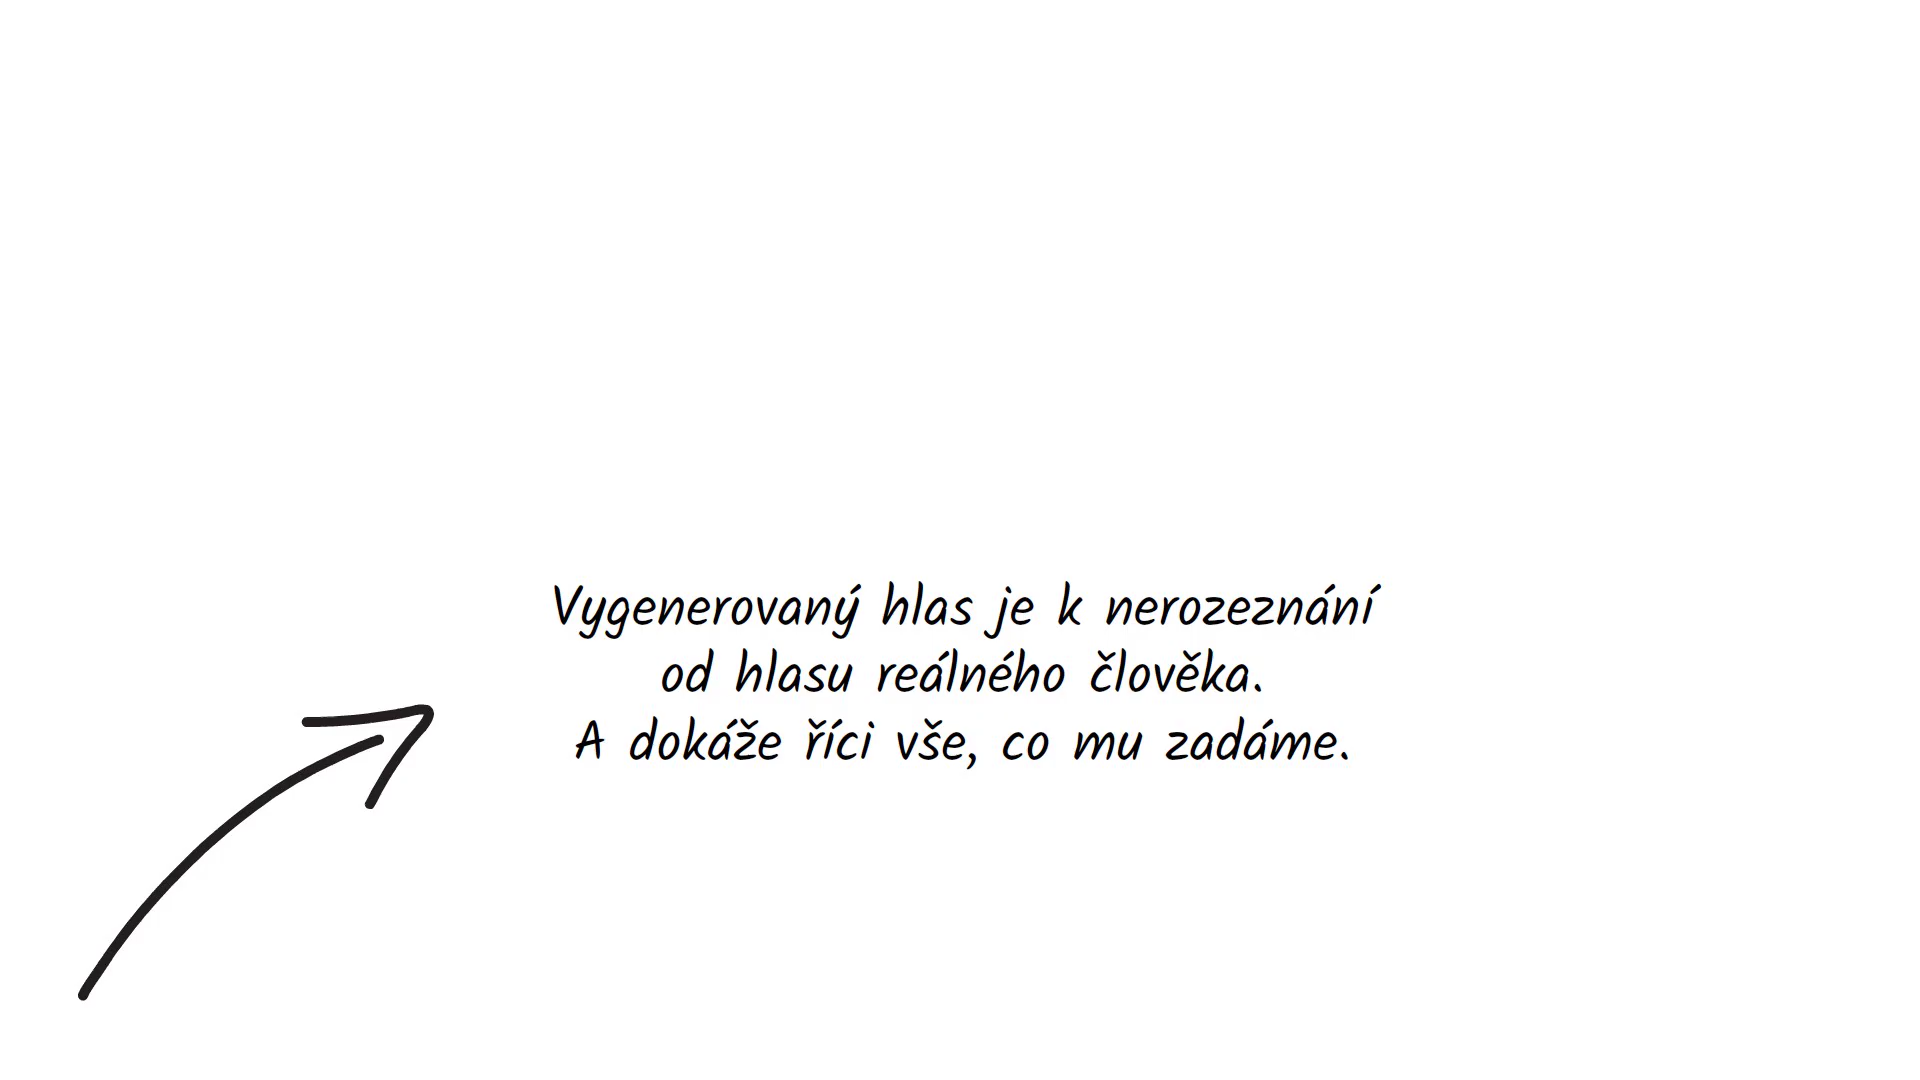 Vygenerovaný hlas je k nerozeznání
od hlasu reálného člověka.
A dokáže říci vše, co mu zadáme.